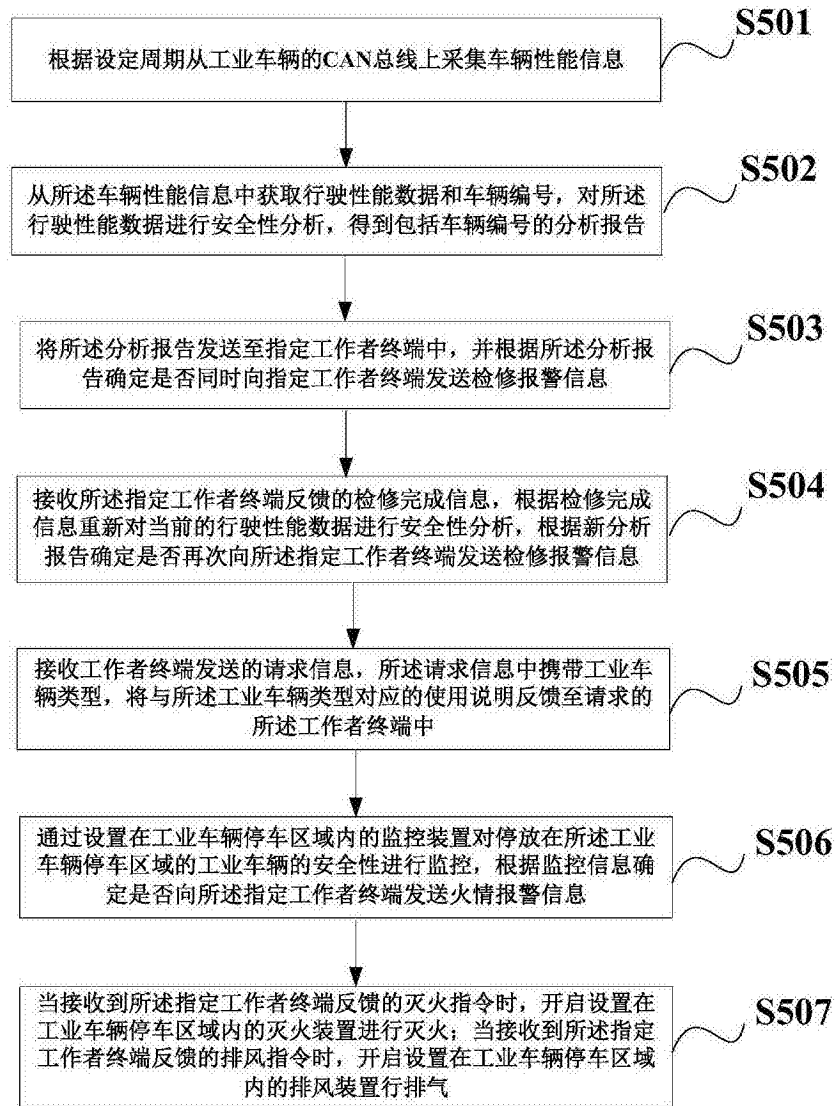 S501
根据设定周期从工业车辆的CAN总线上采集车辆性能信息
S502
从所述车辆性能信息中获取行驶性能数据和车辆编号，对所述
行驶性能数据进行安全性分析，得到包括车辆编号的分析报告
S503
将所述分析报告发送至指定工作者终端中，并根据所述分析报
告确定是否同时向指定工作者终端发送检修报警信息
S504
接收所述指定工作者终端反馈的检修完成信息，根据检修完成
信息重新对当前的行驶性能数据进行安全性分析，根据新分析
报告确定是否再次向所述指定工作者终端发送检修报警信息
S505
接收工作者终端发送的请求信息，所述请求信息中携带工业车
辆类型，将与所述工业车辆类型对应的使用说明反馈至请求的
所述工作者终端中
S506
通过设置在工业车辆停车区域内的监控装置对停放在所述工业
车辆停车区域的工业车辆的安全性进行监控，根据监控信息确
定是否向所述指定工作者终端发送火情报警信息
S507
当接收到所述指定工作者终端反馈的灭火指令时，开启设置在
工业车辆停车区域内的灭火装置进行灭火；当接收到所述指定
工作者终端反馈的排风指令时，开启设置在工业车辆停车区域
内的排风装置行排气